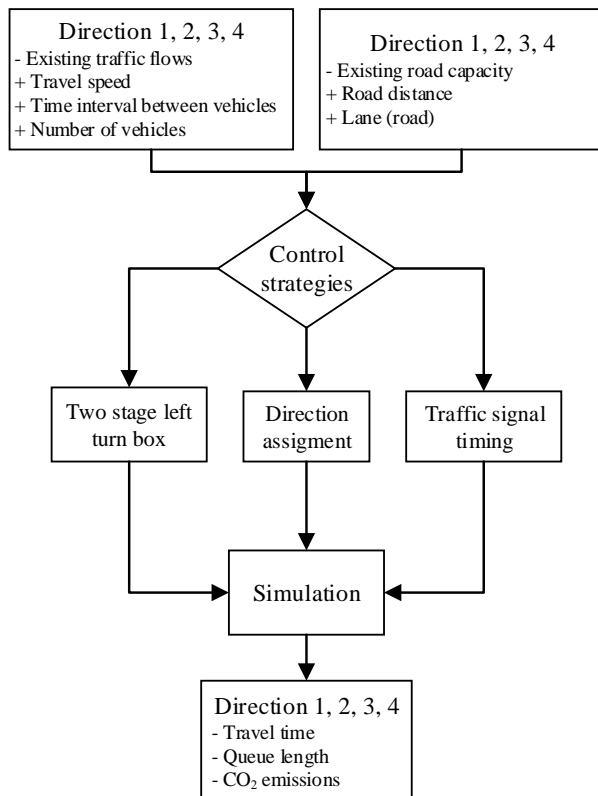 Direction 1, 2, 3, 4
- Existing traffic flows
+ Travel speed
+ Time interval between vehicles
+ Number of vehicles
Direction 1, 2, 3, 4
- Existing road capacity
+ Road distance
+ Lane (road)
Control
strategies
Two stage left
turn box
Direction
assigment
Traffic signal
timing
Simulation
Direction 1, 2, 3, 4
- Travel time
- Queue length
- CO₂ emissions